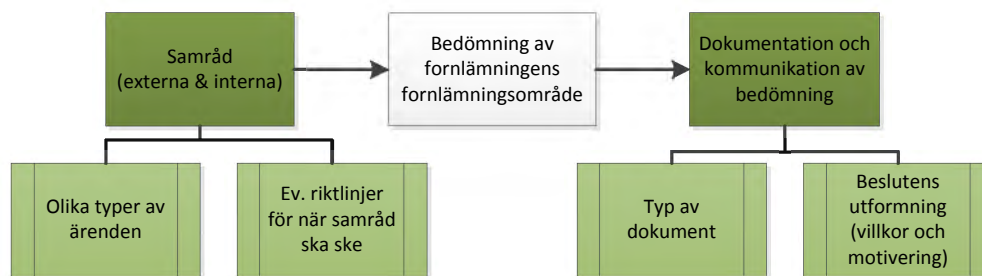 Samråd
(externa & interna)
Bedömning av
fornlämningens
fornlämningsområde
Dokumentation och
kommunikation av
bedömning
Olika typer av
ärenden
Ev. riktlinjer
för när samråd
ska ske
Typ av
dokument
Beslutens
utformning
(villkor och
motivering)